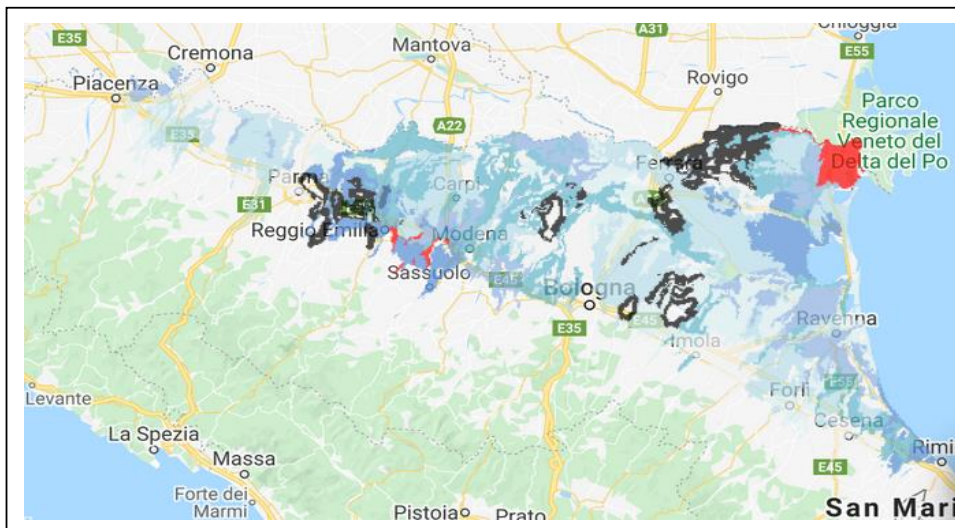 Chioggia
E35
A31
Mantova
E55
Cremona
Rovigo
Piacenza
Parco
Regionale
Veneto del
Delta del Po
A22
E35
Ferrara
Parma
Carpi
E31
Reggio Emilia
Modena
Sassuolo
E45
Bologna
E45
Ravenna
E35
Imola
Levante
Forlì
E55
Cesena
La Spezia
Rimi
Massa
E45
Forte dei
Marmi
San Mari
Pistoia
Prato